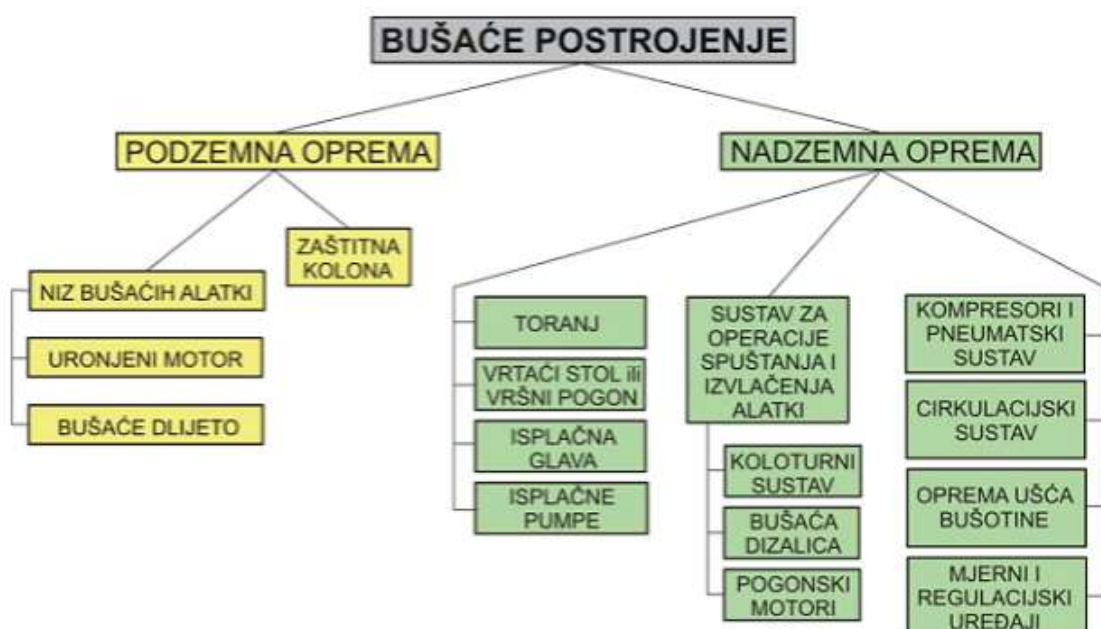 BUŠAĆE POSTROJENJE
PODZEMNA OPREMA
NADZEMNA OPREMA
ZAŠTITNA
KOLONA
NIZ BUŠAĆIH ALATKI
URONJENI MOTOR
BUŠAĆE DLIJETO
TORANJ
VRTAĆI STOL ili
VRŠNI POGON
ISPLAČNA
GLAVA
ISPLAČNE
PUMPE
SUSTAV ZA
OPERACIJE
SPUŠTANJA I
IZVLAČENJA
ALATKI
KOLOTURNI
SUSTAV
BUŠAĆA
DIZALICA
POGONSKI
MOTORI
KOMPRESORI I
PNEUMATSKI
SUSTAV
CIRKULACIJSKI
SUSTAV
OPREMA UŠĆA
BUŠOTINE
MJERNI I
REGULACIJSKI
UREĐAJI